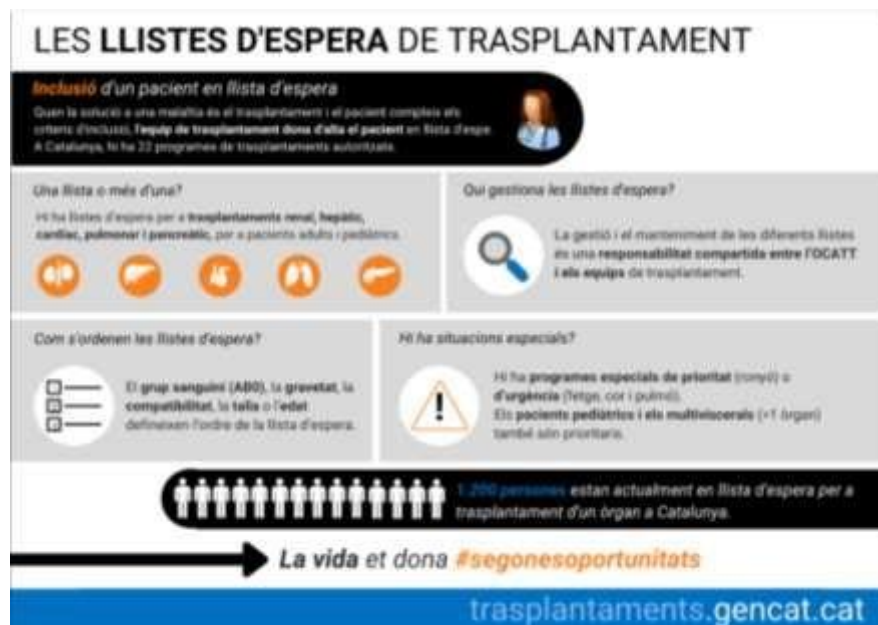 LES LLISTES D'ESPERA DE TRASPLANTAMENT
Inclusió d'un pacient en llista d'espera
Quan la solució a una malaltia és el trasplantament i el pacient compleix els
criteris d'inclusió, l'equip de trasplantament dona d'alta el pacient en llista d'espe
A Catalunya, hi ha 22 programes de trasplantaments autoritzats.
Una llista o més d'una?
Hi ha llistes d'espera per a trasplantaments renal, hepàtic,
cardíac, pulmonar i pancreàtic, per a pacients adults i pediàtrics.
Qui gestiona les llistes d'espera?
La gestió i el manteniment de les diferents llistes
és una responsabilitat compartida entre l'OCATT
i els equips de trasplantament.
Com s'ordenen les llistes d'espera?
El grup sanguini (AB0), la gravetat, la
compatibilitat, la talla o l'edat
defineixen l'ordre de la llista d'espera.
Hi ha situacions especials?
Hi ha programes especials de prioritat (ronyó) o
d'urgència (fetge, cor i pulmó).
Els pacients pediàtrics i els multiviscerals (>1 òrgan)
també són prioritaris.
1.200 persones estan actualment en llista d'espera per a
trasplantament d'un òrgan a Catalunya.
La vida et dona #segonesoportunitats
trasplantaments.gencat.cat